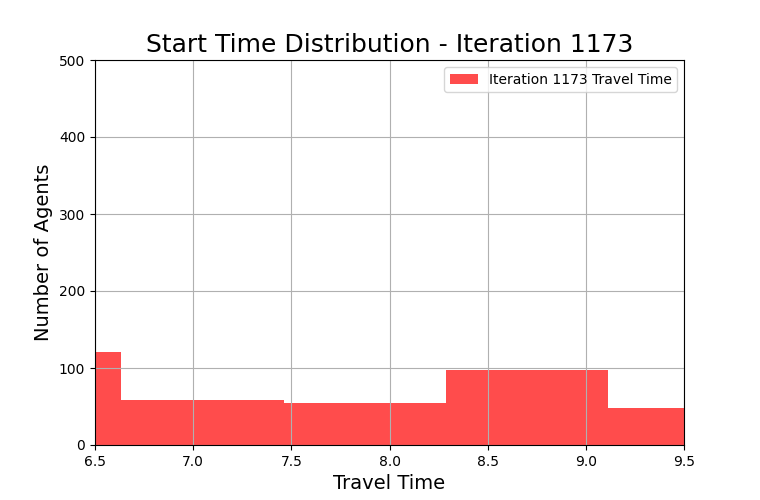 Start Time Distribution - Iteration 1173
Iteration 1173 Travel Time
Number of Agents
500
400
300
200
100
0
6.5 7.0 7.5 8.0 8.5 9.0 9.5
Travel Time